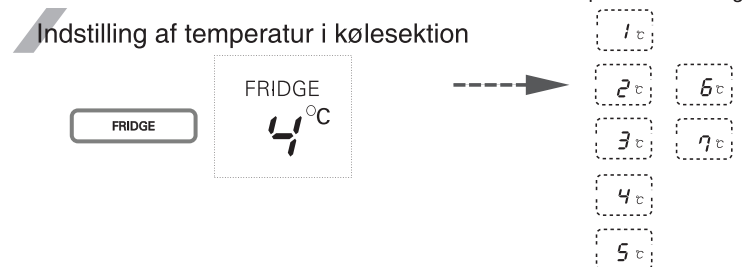 Indstilling af temperatur i kølesektion
FRIDGE
FRIDGE
4°C
1 °C
2 °C
6 °C
3 °C
7 °C
4 °C
5 °C